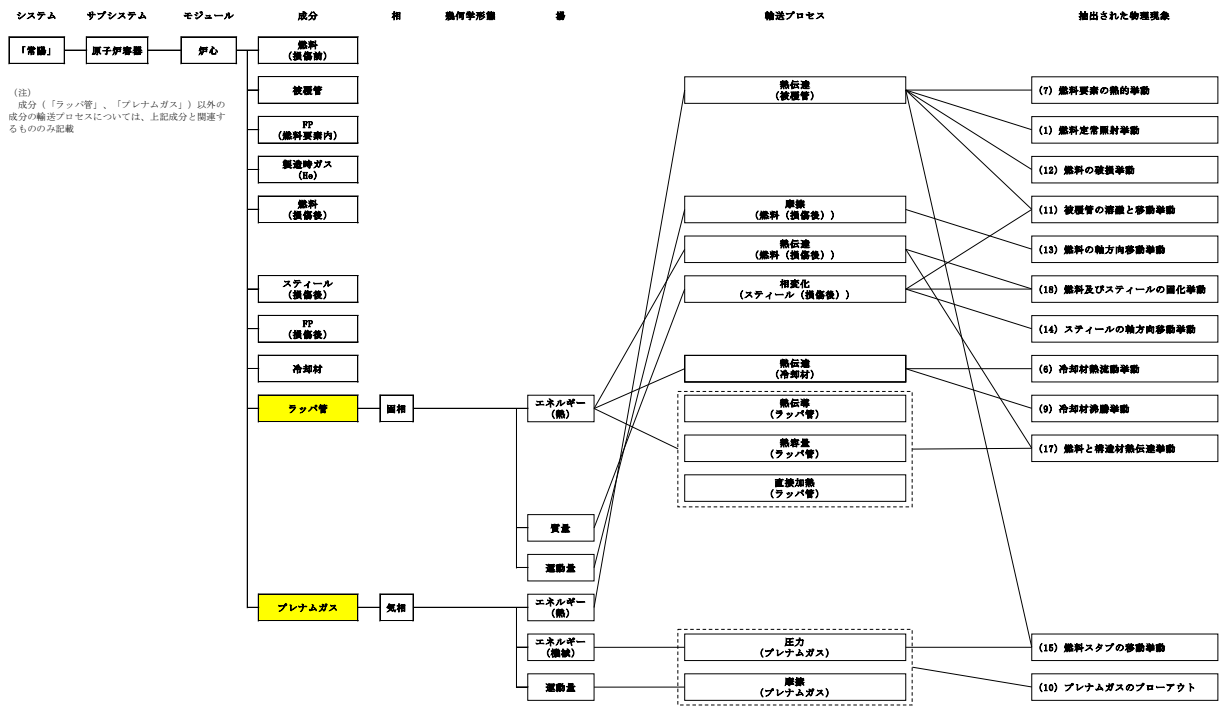 システム
サブシステム
モジュール
成分
相
幾何学形態
場
輸送プロセス
抽出された物理現象
「常陽」
原子炉容器
炉心
燃料
(損傷前)
被覆管
FP
(燃料要素内)
製造時ガス
(He)
燃料
(損傷後)
スティール
(損傷後)
FP
(損傷後)
冷却材
ラッパ管
プレナムガス
(注)
成分(「ラッパ管」、「プレナムガス」)以外の
成分の輸送プロセスについては、上記成分と関連す
るもののみ記載
固相
気相
エネルギー
(熱)
質量
運動量
エネルギー
(熱)
エネルギー
(機械)
運動量
熱伝達
(被覆管)
摩擦
(燃料(損傷後))
熱伝達
(燃料(損傷後))
相変化
(スティール(損傷後))
熱伝達
(冷却材)
熱伝導
(ラッパ管)
熱容量
(ラッパ管)
直接加熱
(ラッパ管)
圧力
(プレナムガス)
摩擦
(プレナムガス)
(7) 燃料要素の熱的挙動
(1) 燃料定常照射挙動
(12) 燃料の破損挙動
(11) 被覆管の溶融と移動挙動
(13) 燃料の軸方向移動挙動
(18) 燃料及びスティールの固化挙動
(14) スティールの軸方向移動挙動
(6) 冷却材熱流動挙動
(9) 冷却材沸騰挙動
(17) 燃料と構造材熱伝達挙動
(15) 燃料スタブの移動挙動
(10) プレナムガスのブローアウト